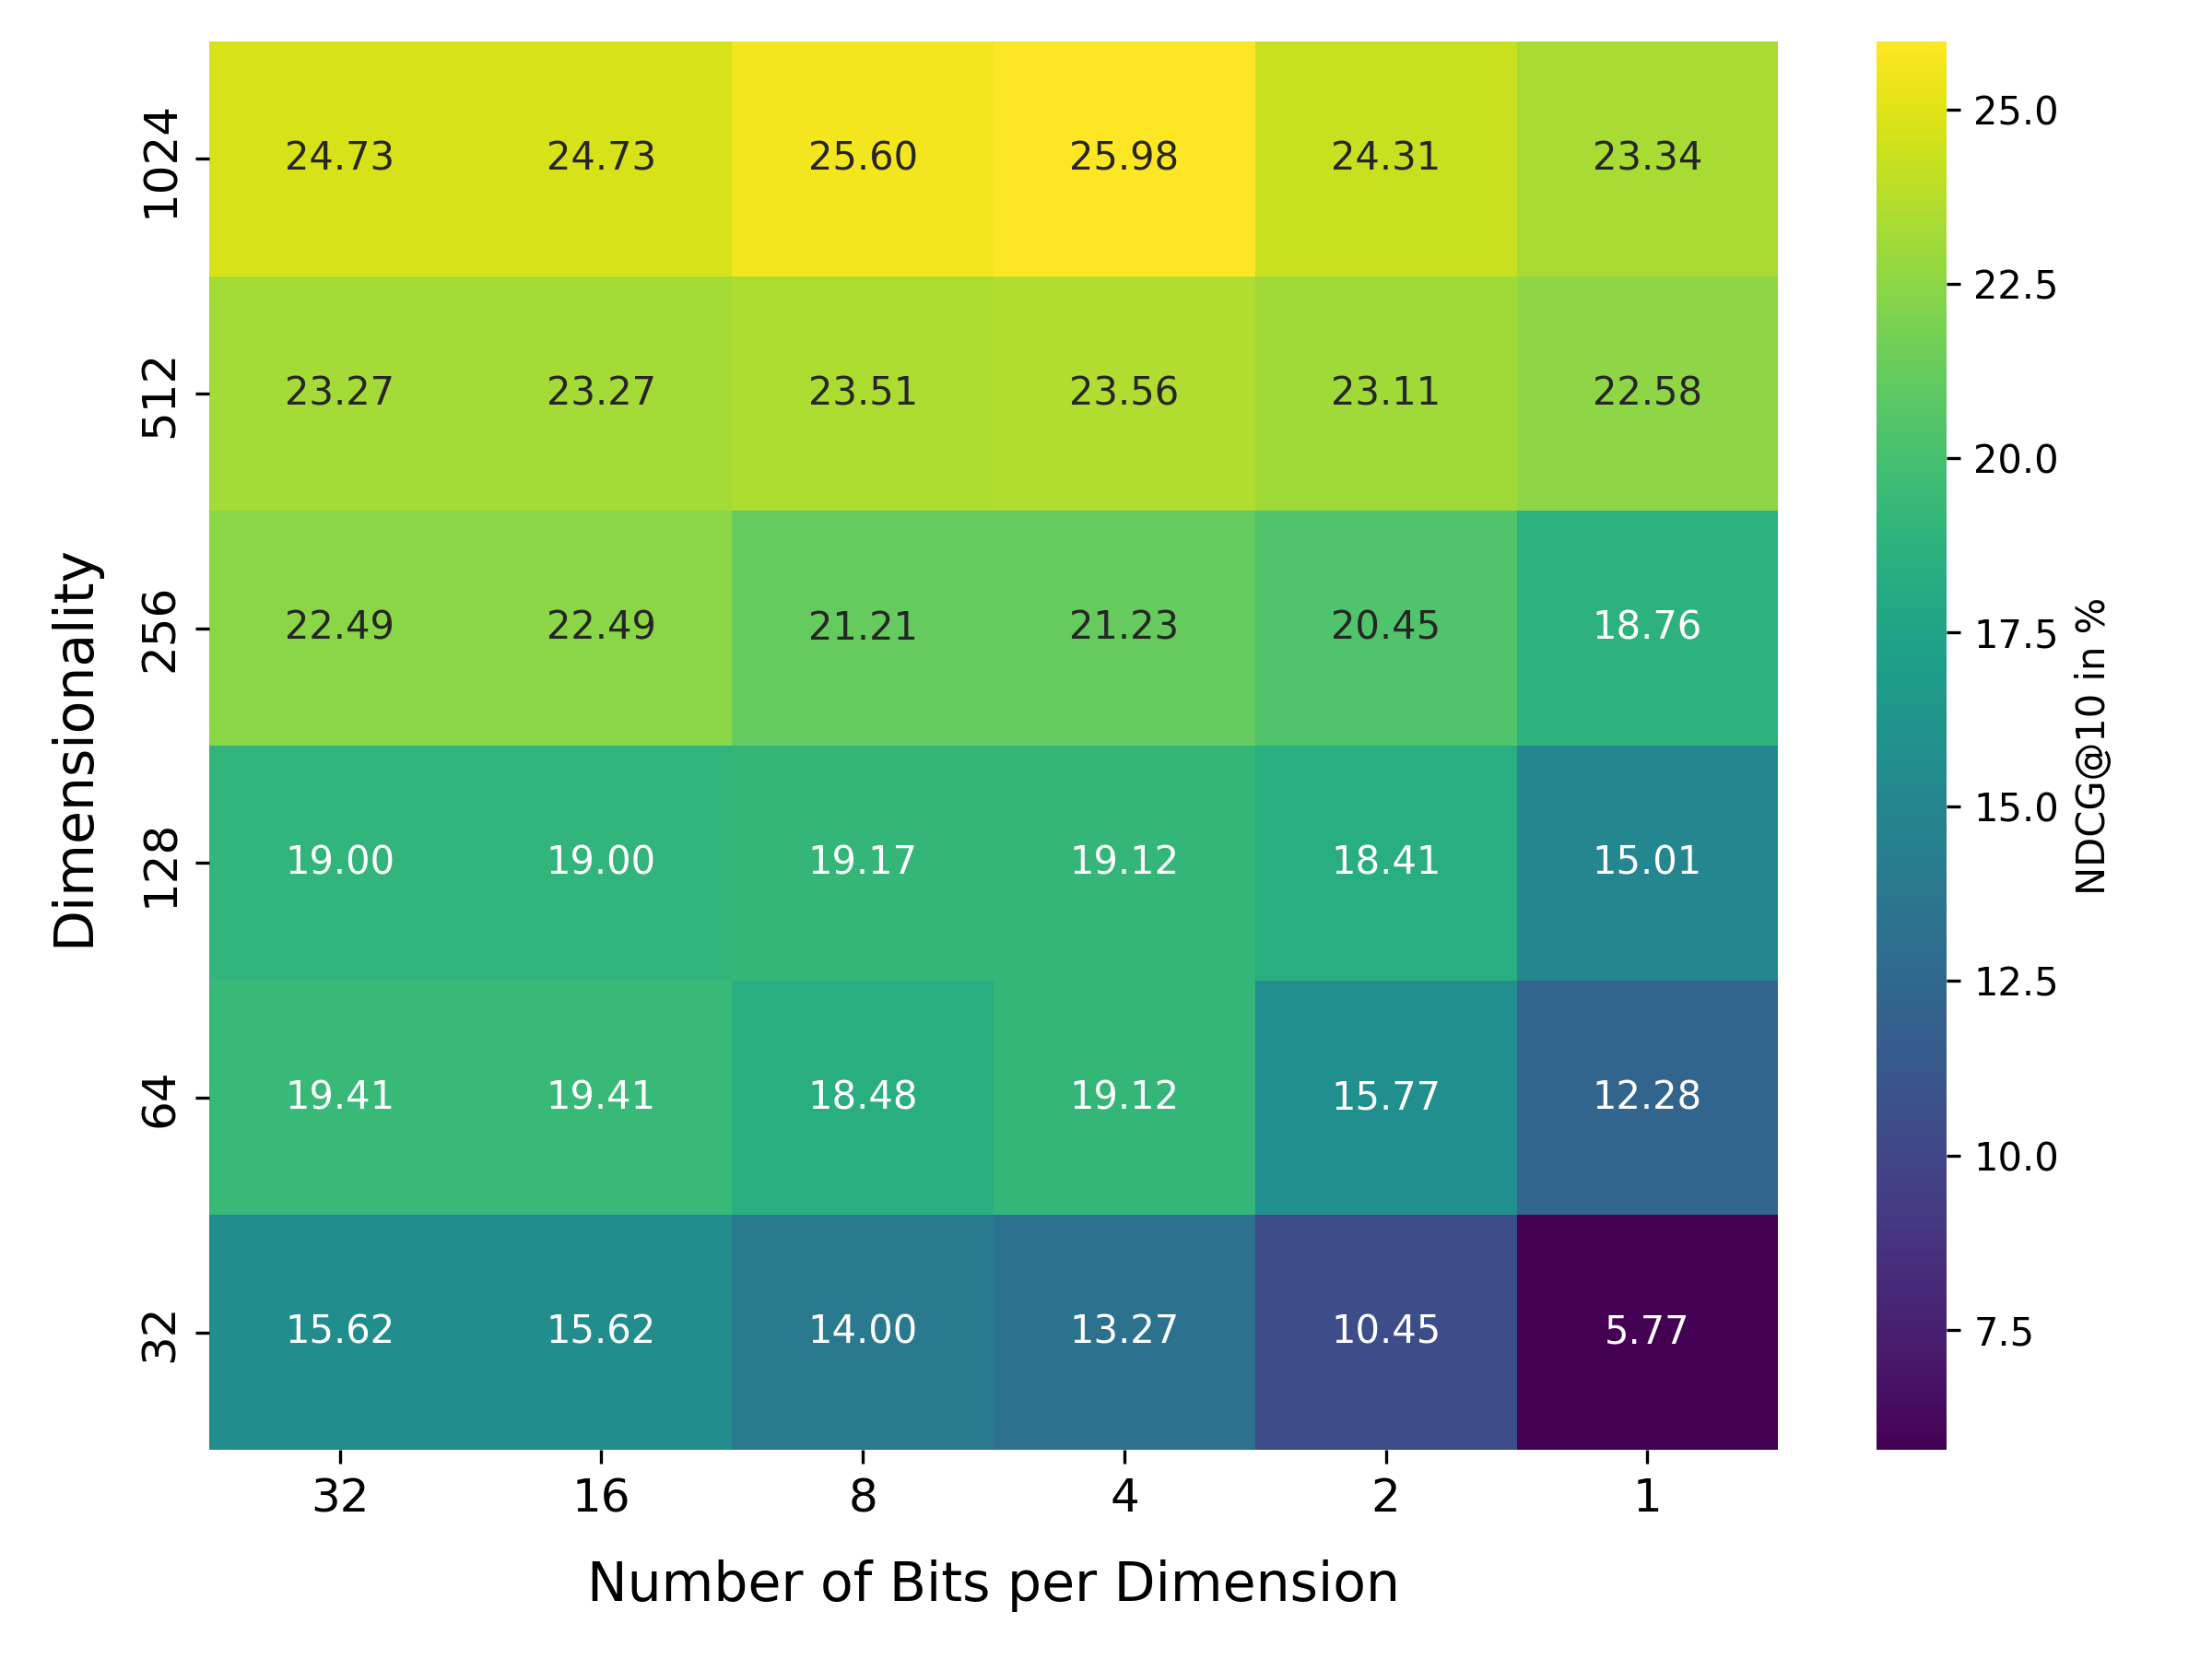 1024 24.73 24.73 25.60 25.98 24.31 23.34
512 23.27 23.27 23.51 23.56 23.11 22.58
256 22.49 22.49 21.21 21.23 20.45 18.76
128 19.00 19.00 19.17 19.12 18.41 15.01
64 19.41 19.41 18.48 19.12 15.77 12.28
32 15.62 15.62 14.00 13.27 10.45 5.77
32 16 8 4 2 1
Number of Bits per Dimension
Dimensionality
25.0
22.5
20.0
17.5
15.0
12.5
10.0
7.5
NDCG@10 in %